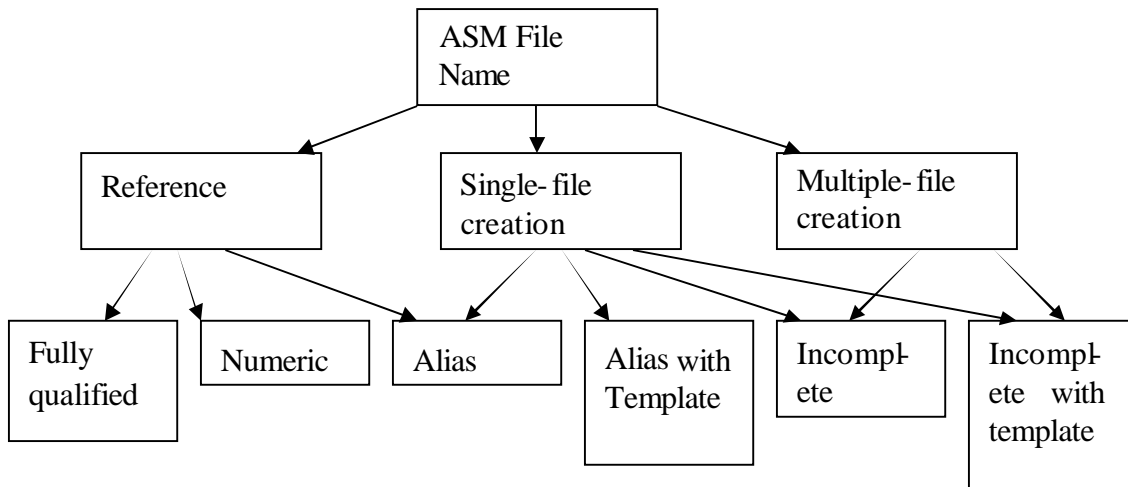 ASM File
Name
Reference
Single-file
creation
Multiple-file
creation
Fully
qualified
Numeric
Alias
Alias with
Template
Incompl-
ete
Incompl-
ete with
template